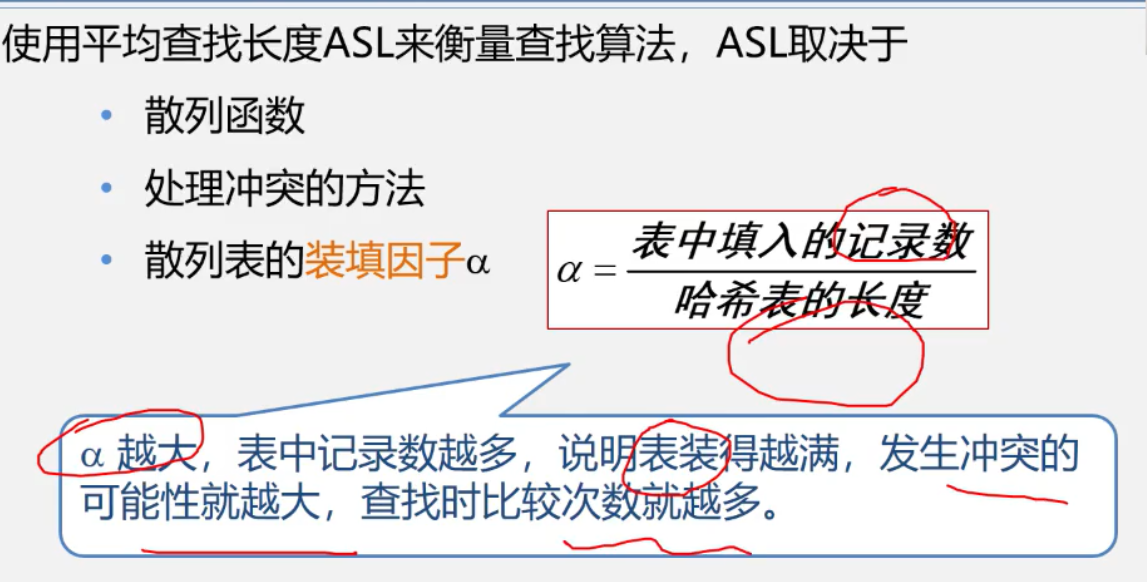 使用平均查找长度ASL来衡量查找算法，ASL取决于
• 散列函数
• 处理冲突的方法
• 散列表的装填因子α
α = 表中填入的记录数
哈希表的长度
α 越大，表中记录数越多，说明表装得越满，发生冲突的
可能性就越大，查找时比较次数就越多。